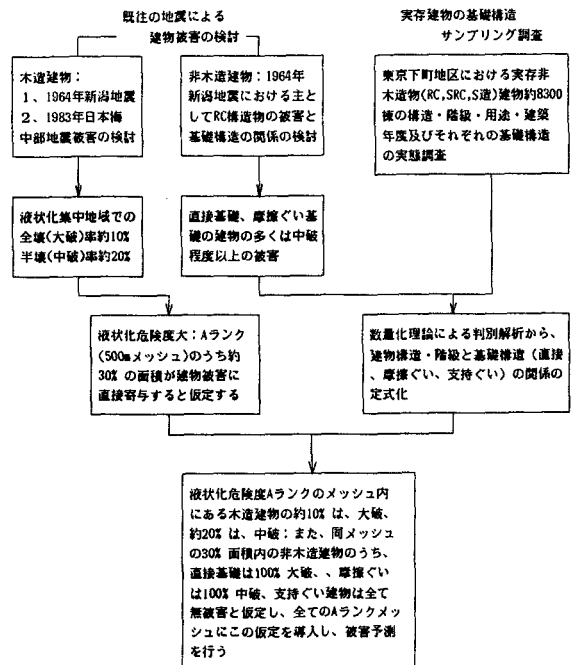 既往の地震による
建物被害の検討
実存建物の基礎構造
サンプリング調査
木造建物：
1、1964年新潟地震
2、1983年日本海
中部地震被害の検討
非木造建物：1964年
新潟地震における主と
してRC構造物の被害と
基礎構造の関係の検討
東京下町地区における実存非
木造物(RC,SRC,S造)建物約8300
棟の構造・階級・用途・建築
年度及びそれぞれの基礎構造
の実態調査
液状化集中地域での
全壊(大破)率約10%
半壊(中破)率約20%
直接基礎、摩擦ぐい基
礎の建物の多くは中破
程度以上の被害
液状化危険度大：Aランク
(500mメッシュ)のうち約
30% の面積が建物被害に
直接寄与すると仮定する
数量化理論による判別解析から、
建物構造・階級と基礎構造（直接
、摩擦ぐい、支持ぐい）の関係の
定式化
液状化危険度Aランクのメッシュ内
にある木造建物の約10% は、大破、
約20% は、中破；また、同メッシュ
の30% 面積内の非木造建物のうち、
直接基礎は100% 大破、、摩擦ぐい
は100% 中破、支持ぐい建物は全て
無被害と仮定し、全てのAランクメッ
シュにこの仮定を導入し、被害予測
を行う